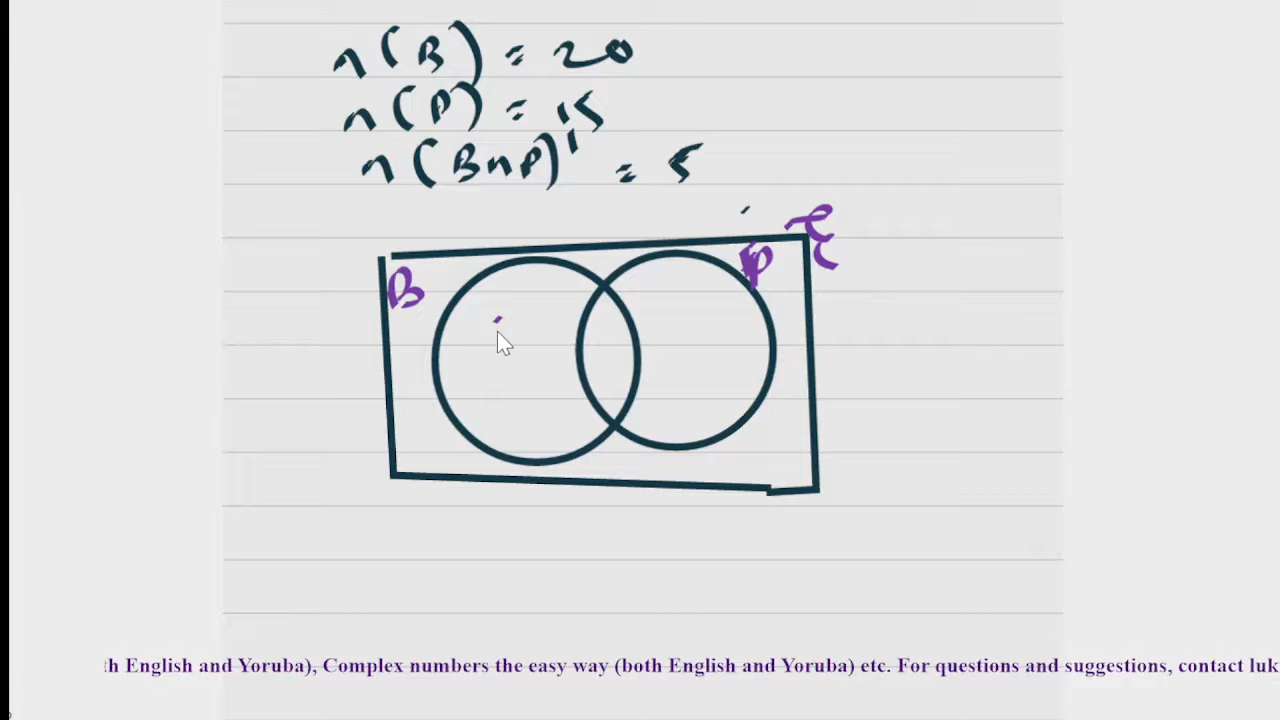 n(B) = 20
n(P) = 15
n(BnP)' = 5
B
P
h English and Yoruba), Complex numbers the easy way (both English and Yoruba) etc. For questions and suggestions, contact luk